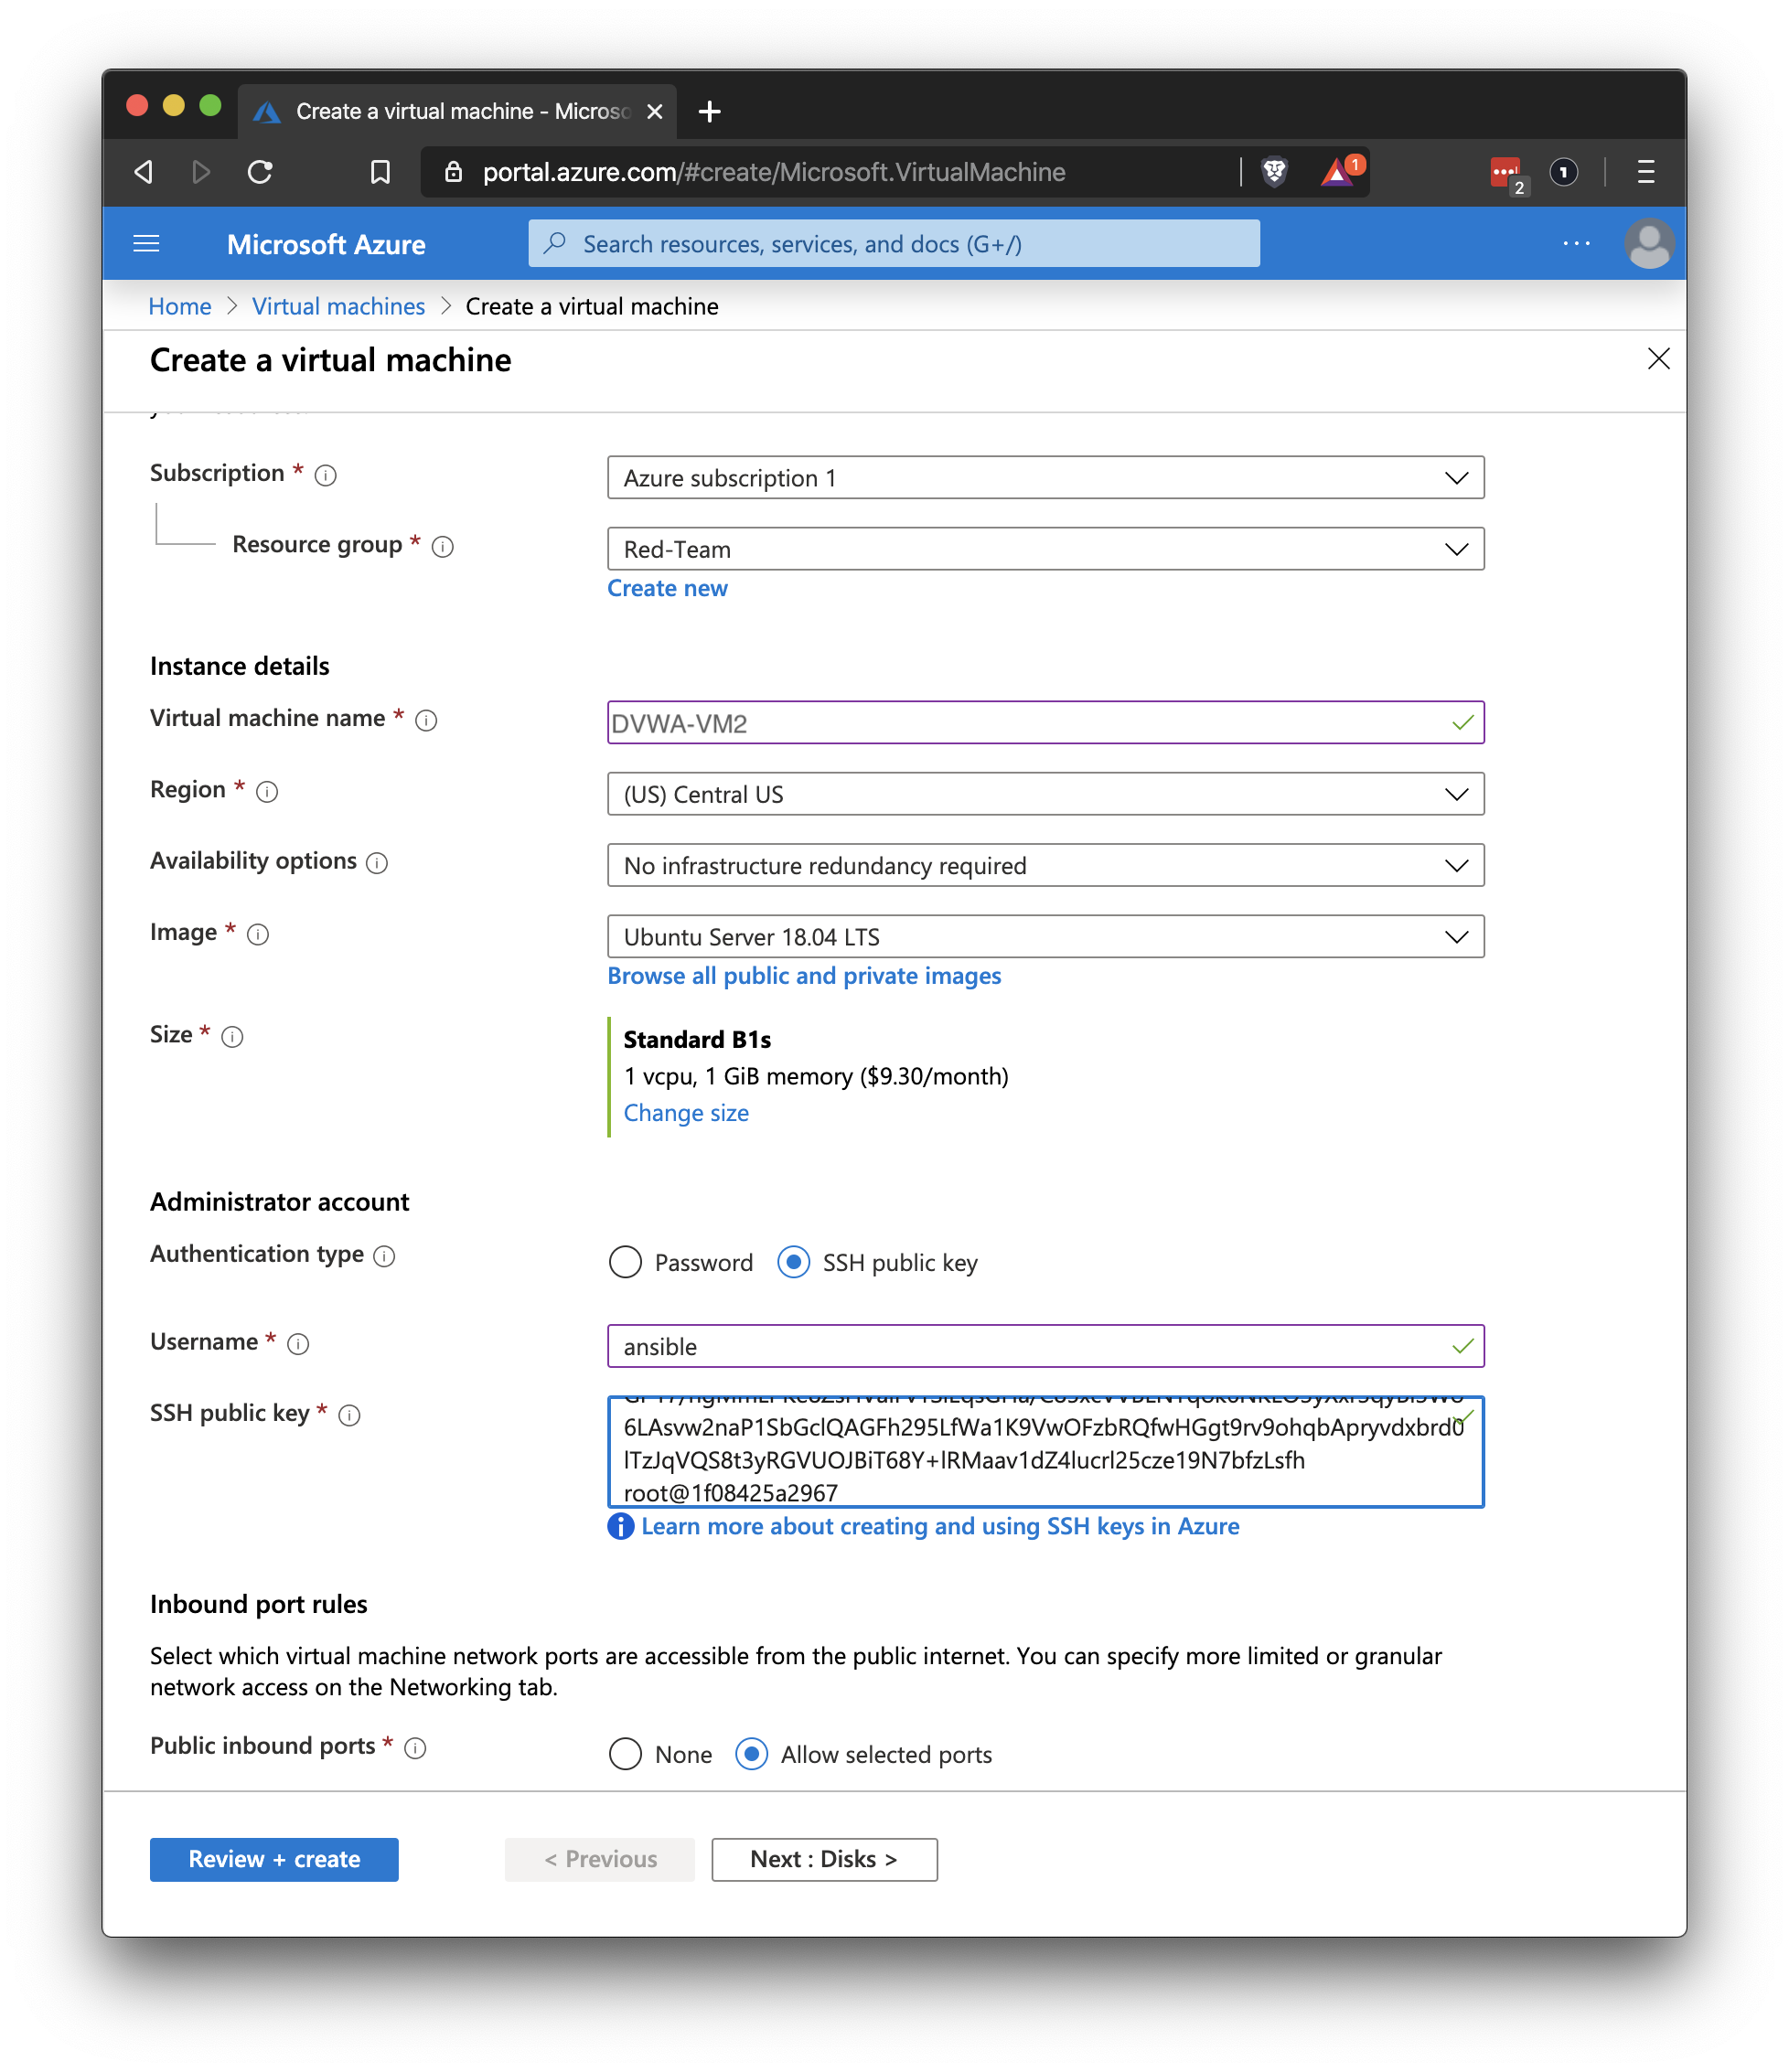 Create a virtual machine - Micros
1
portal.azure.com/#create/Microsoft.VirtualMachine
2
1
Microsoft Azure
Search resources, services, and docs (G+/)
Home > Virtual machines > Create a virtual machine
Create a virtual machine
Subscription *
Azure subscription 1
Resource group *
Red-Team
Create new
Instance details
Virtual machine name *
DVWA-VM2
Region *
(US) Central US
Availability options
No infrastructure redundancy required
Image *
Ubuntu Server 18.04 LTS
Browse all public and private images
Size *
Standard B1s
1 vcpu, 1 GiB memory ($9.30/month)
Change size
Administrator account
Authentication type
Password
SSH public key
Username *
ansible
SSH public key *
6LAsvw2naP1SbGclQAGFh295LfWa1K9VwOFzbRQfwHGgt9rv9ohqbApryvdxbrd0
lTzJqVQS8t3yRGVUOJBiT68Y+lRMaav1dZ4lucrl25cze19N7bfzLsfh
root@1f08425a2967
Learn more about creating and using SSH keys in Azure
Inbound port rules
Select which virtual machine network ports are accessible from the public internet. You can specify more limited or granular
network access on the Networking tab.
Public inbound ports *
None
Allow selected ports
Review + create
< Previous
Next : Disks >